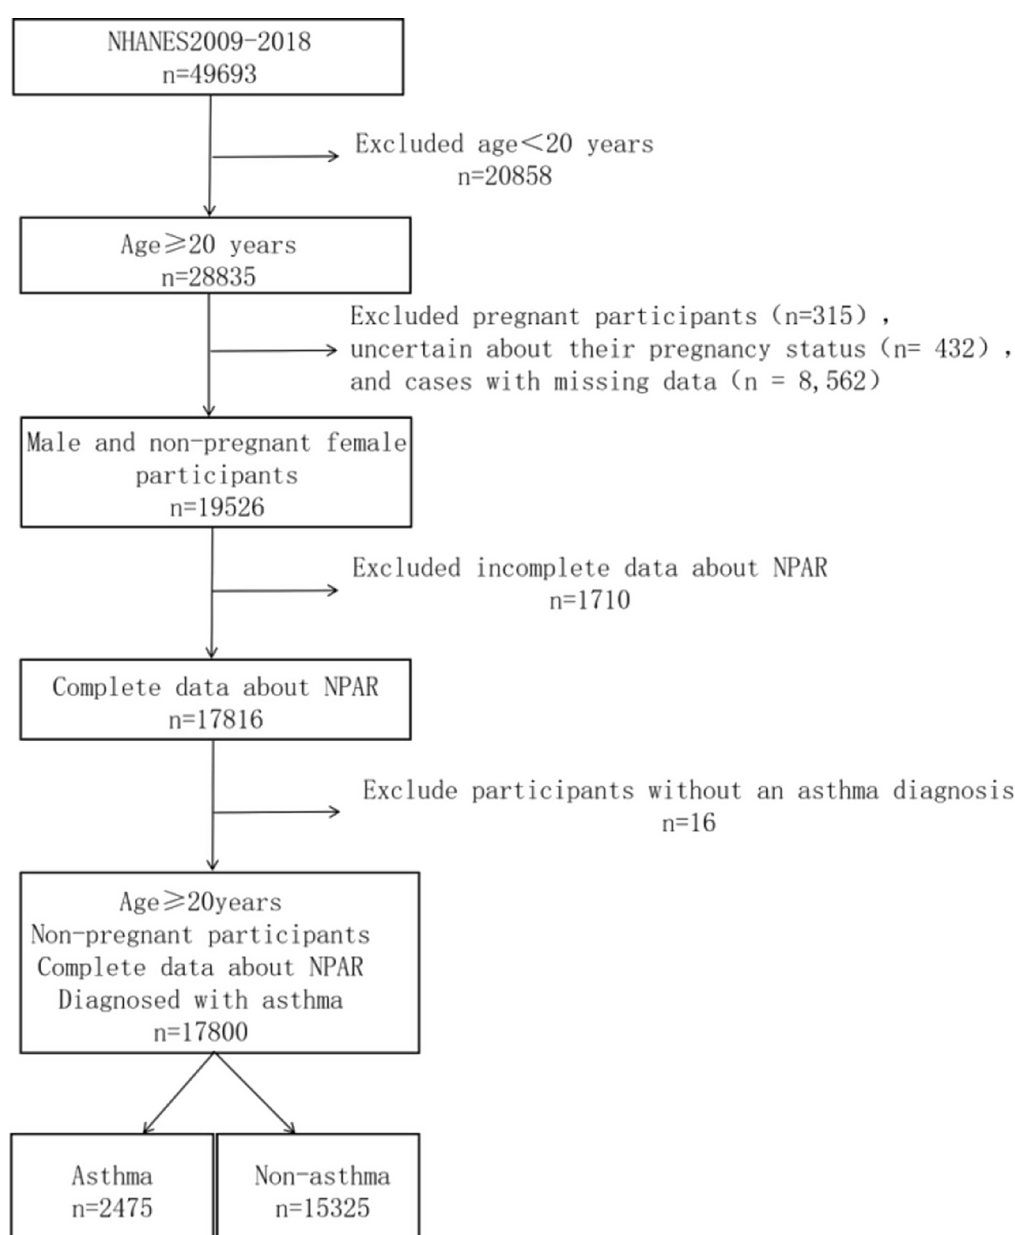 NHANES2009-2018
n=49693
Excluded age<20 years
n=20858
Age≥20 years
n=28835
Excluded pregnant participants (n=315) ,
uncertain about their pregnancy status (n= 432) ,
and cases with missing data (n = 8,562)
Male and non-pregnant female
participants
n=19526
Excluded incomplete data about NPAR
n=1710
Complete data about NPAR
n=17816
Exclude participants without an asthma diagnosis
n=16
Age≥20years
Non-pregnant participants
Complete data about NPAR
Diagnosed with asthma
n=17800
Asthma
n=2475
Non-asthma
n=15325